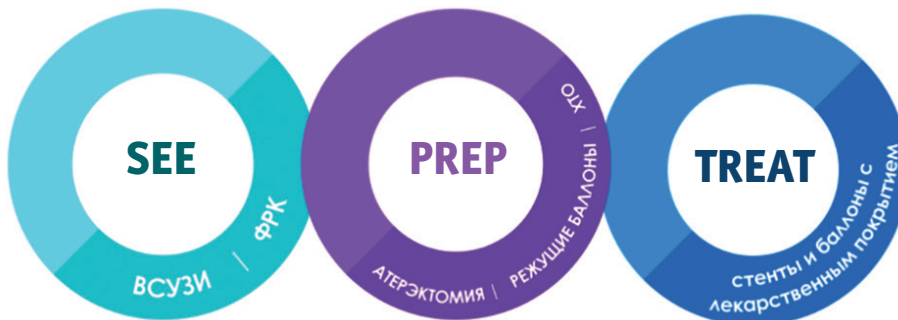 SEE
ВСУЗИ | ФРК
PREP
АТЕРЭКТОМИЯ | РЕЖУЩИЕ БАЛЛОНЫ | ХТО
TREAT
стенты и баллоны с
лекарственным покрытием